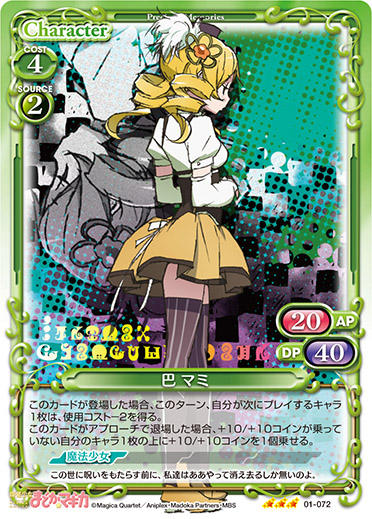 Precious Memories
Character
COST
4
SOURCE
2
20 AP
DP 40
巴 マミ
このカードが登場した場合、このターン、自分が次にプレイするキャラ
1枚は、使用コスト－2を得る。
このカードがアプローチで退場した場合、+10/+10コインが乗って
いない自分のキャラ1枚の上に+10/+10コインを1個乗せる。
魔法少女
この世に呪いをもたらす前に、私達はああやって消え去るしか無いのよ。
まどか☆マギカ
©Magica Quartet／Aniplex・Madoka Partners・MBS
01-072